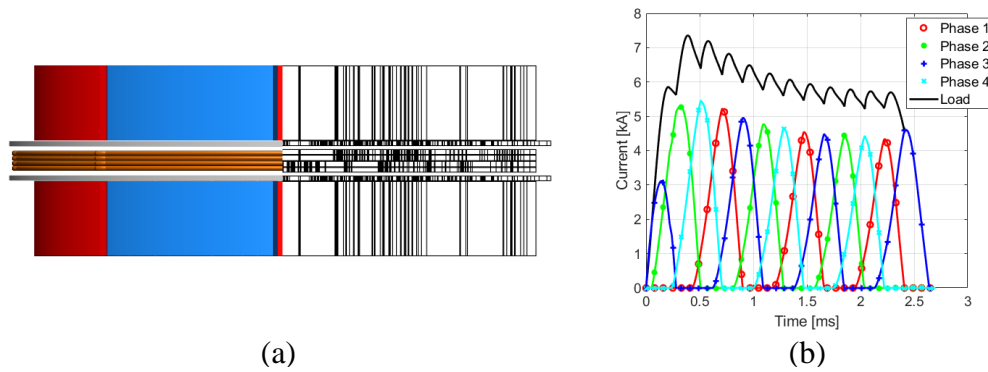 8
7
6
5
4
3
2
1
0
Current [kA]
Phase 1
Phase 2
Phase 3
Phase 4
Load
0 0.5 1 1.5 2 2.5 3
Time [ms]
(a) (b)